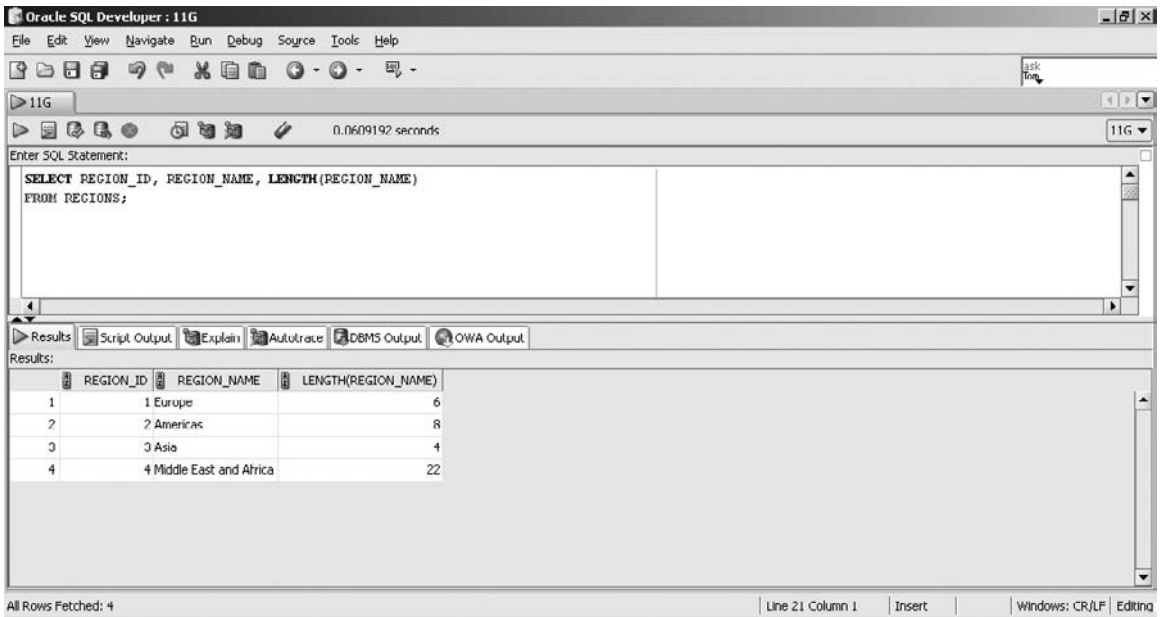 Oracle SQL Developer : 11G
File Edit View Navigate Run Debug Source Tools Help
SQL
ask
Tom
11G
0.0609192 seconds
11G
Enter SQL Statement:
SELECT REGION_ID, REGION_NAME, LENGTH(REGION_NAME)
FROM REGIONS;
Results Script Output Explain Autotrace DBMS Output OWA Output
Results:
REGION_ID REGION_NAME LENGTH(REGION_NAME)
1 1 Europe 6
2 2 Americas 8
3 3 Asia 4
4 4 Middle East and Africa 22
All Rows Fetched: 4 Line 21 Column 1 Insert Windows: CR/LF Editing